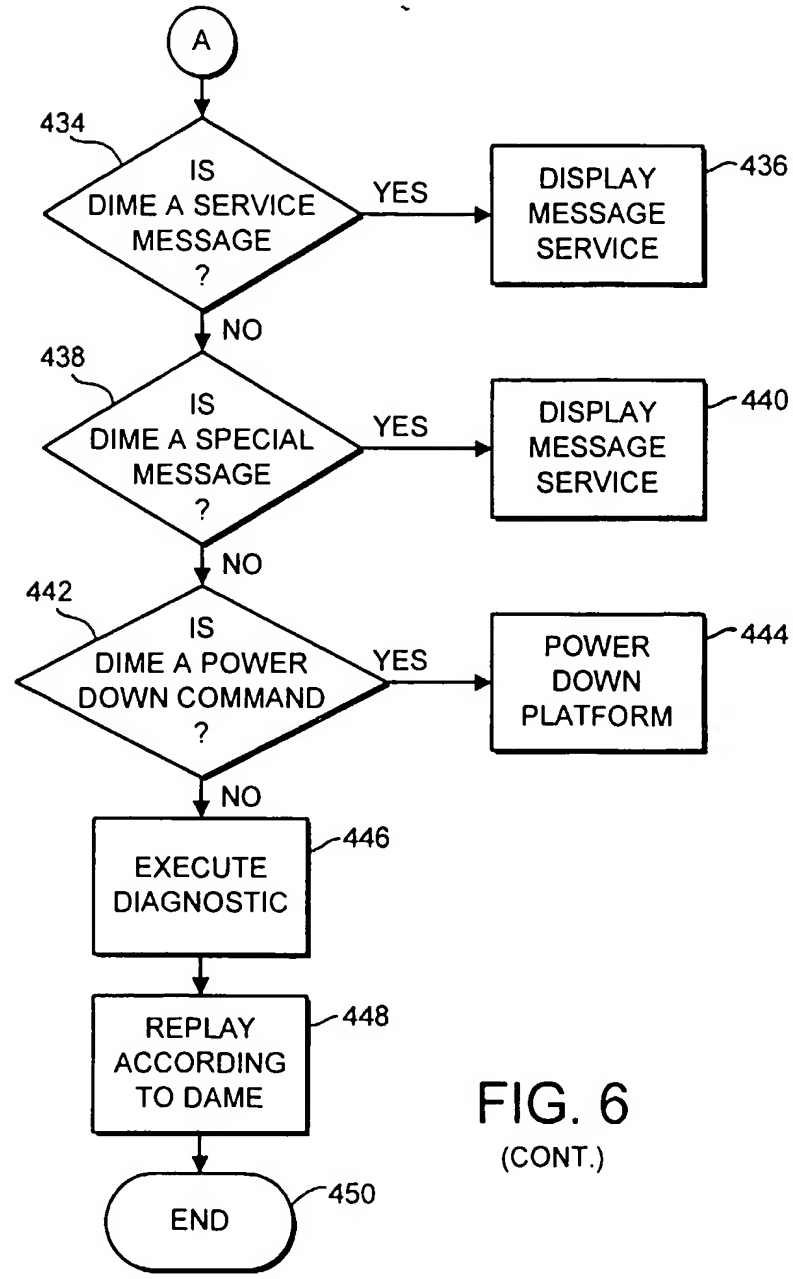 A
434
IS
DIME A SERVICE
MESSAGE
?
YES
DISPLAY
MESSAGE
SERVICE
436
NO
438
IS
DIME A SPECIAL
MESSAGE
?
YES
DISPLAY
MESSAGE
SERVICE
440
NO
442
IS
DIME A POWER
DOWN COMMAND
?
YES
POWER
DOWN
PLATFORM
444
NO
EXECUTE
DIAGNOSTIC
446
REPLAY
ACCORDING
TO DAME
448
END
450
FIG. 6
(CONT.)